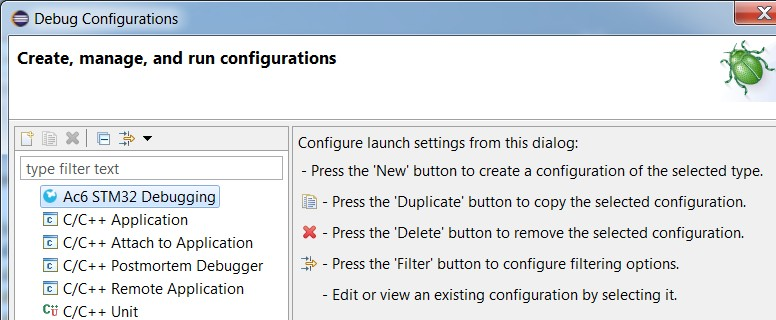 Debug Configurations
Create, manage, and run configurations
type filter text
Ac6 STM32 Debugging
C/C++ Application
C/C++ Attach to Application
C/C++ Postmortem Debugger
C/C++ Remote Application
C/C++ Unit
Configure launch settings from this dialog:
- Press the 'New' button to create a configuration of the selected type.
- Press the 'Duplicate' button to copy the selected configuration.
- Press the 'Delete' button to remove the selected configuration.
- Press the 'Filter' button to configure filtering options.
- Edit or view an existing configuration by selecting it.